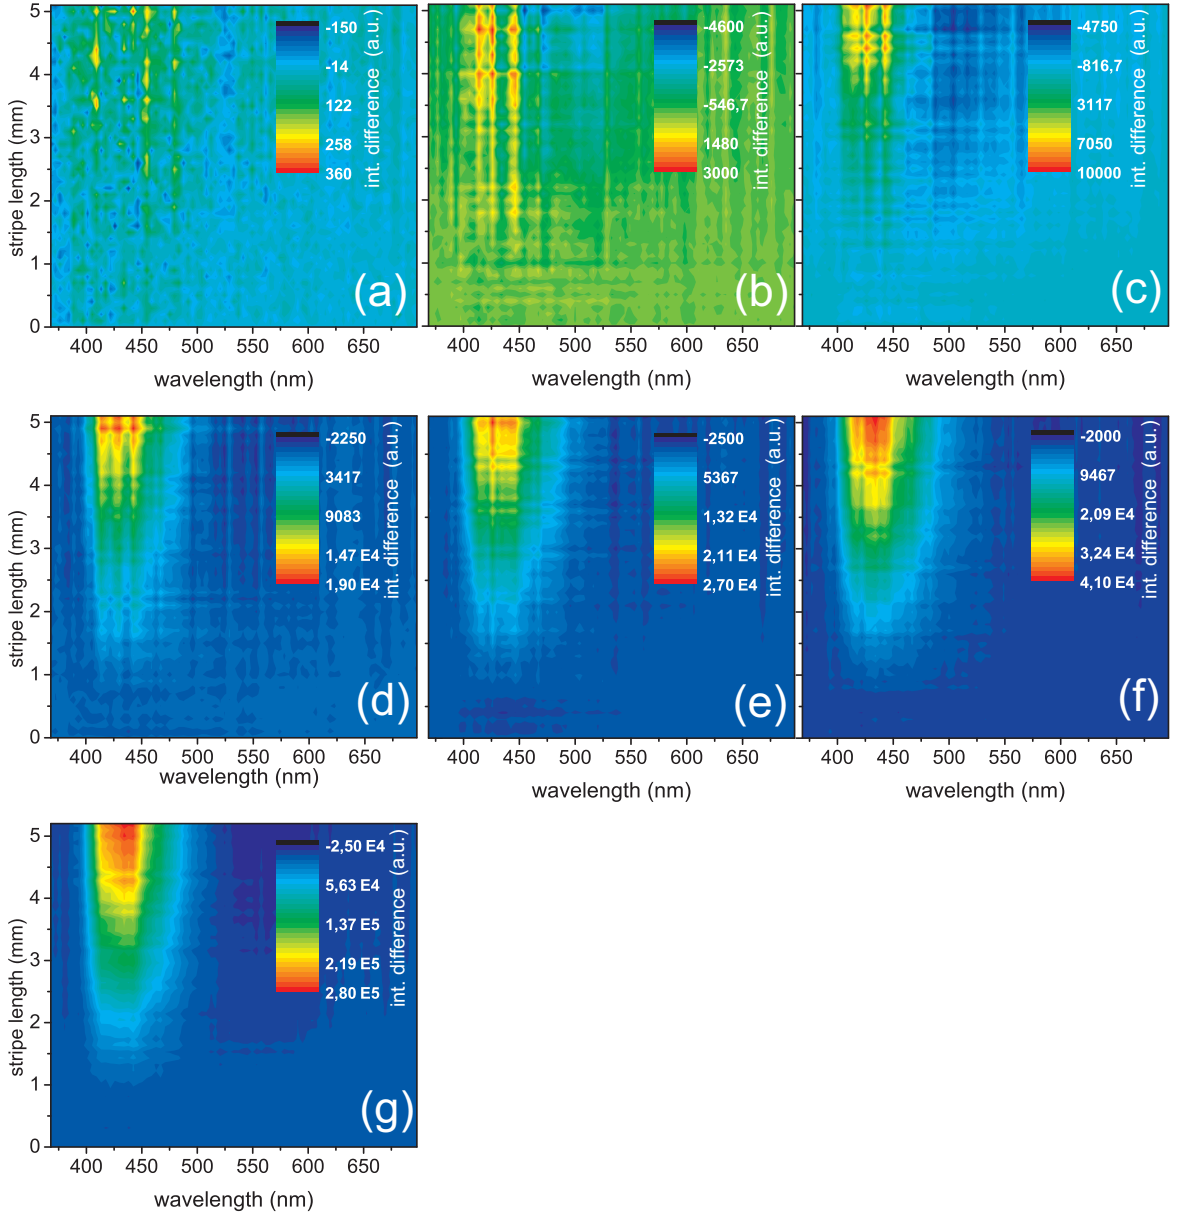 5
4
3
2
1
0
stripe length (mm)
-150
-14
122
258
360
int. difference (a.u.)
(a)
400 450 500 550 600 650
wavelength (nm)
-4600
-2573
-546,7
1480
3000
int. difference (a.u.)
(b)
400 450 500 550 600 650
wavelength (nm)
-4750
-816,7
3117
7050
10000
int. difference (a.u.)
(c)
400 450 500 550 600 650
wavelength (nm)
5
4
3
2
1
0
stripe length (mm)
-2250
3417
9083
1,47 E4
1,90 E4
int. difference (a.u.)
(d)
400 450 500 550 600 650
wavelength (nm)
-2500
5367
1,32 E4
2,11 E4
2,70 E4
int. difference (a.u.)
(e)
400 450 500 550 600 650
wavelength (nm)
-2000
9467
2,09 E4
3,24 E4
4,10 E4
int. difference (a.u.)
(f)
400 450 500 550 600 650
wavelength (nm)
5
4
3
2
1
0
stripe length (mm)
-2,50 E4
5,63 E4
1,37 E5
2,19 E5
2,80 E5
int. difference (a.u.)
(g)
400 450 500 550 600 650
wavelength (nm)